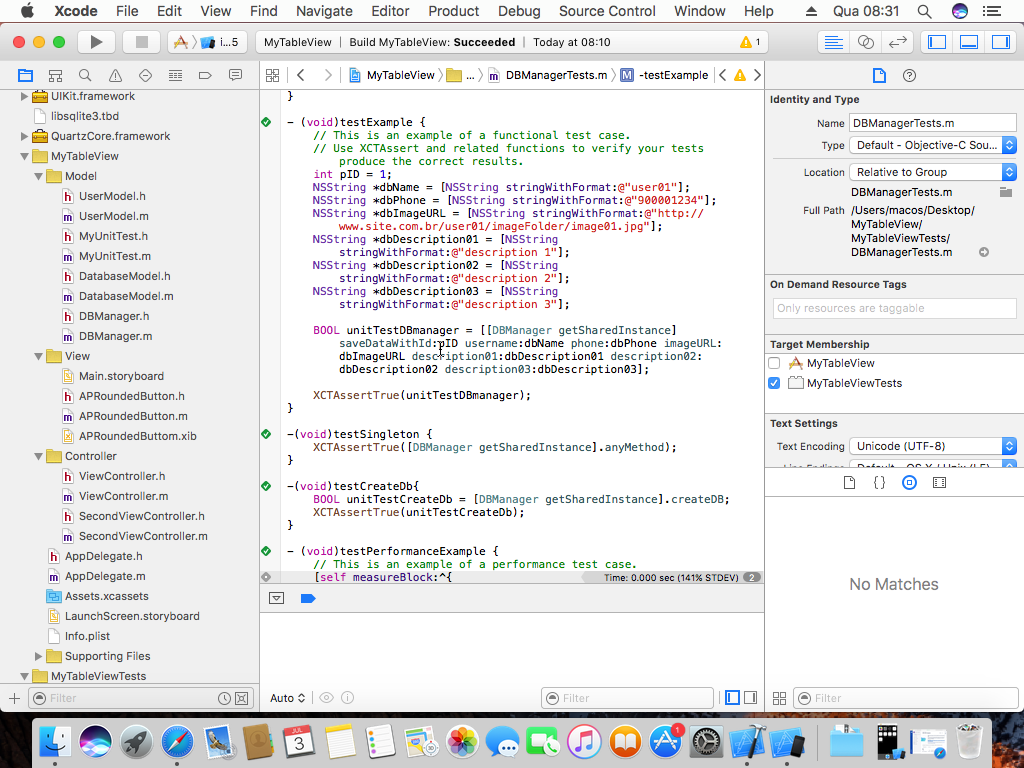 Xcode File Edit View Find Navigate Editor Product Debug Source Control Window Help Qua 08:31
i...5 MyTableView | Build MyTableView: Succeeded | Today at 08:10 1
MyTableView ... DBManagerTests.m M -testExample
UIKit.framework
libsqlite3.tbd
QuartzCore.framework
MyTableView
Model
h UserModel.h
m UserModel.m
h MyUnitTest.h
m MyUnitTest.m
h DatabaseModel.h
m DatabaseModel.m
h DBManager.h
m DBManager.m
View
Main.storyboard
h APRoundedButton.h
m APRoundedButton.m
APRoundedButtom.xib
Controller
h ViewController.h
m ViewController.m
h SecondViewController.h
m SecondViewController.m
h AppDelegate.h
m AppDelegate.m
Assets.xcassets
LaunchScreen.storyboard
Info.plist
Supporting Files
MyTableViewTests
Filter
}
- (void)testExample {
// This is an example of a functional test case.
// Use XCTAssert and related functions to verify your tests
produce the correct results.
int pID = 1;
NSString *dbName = [NSString stringWithFormat:@"user01"];
NSString *dbPhone = [NSString stringWithFormat:@"900001234"];
NSString *dbImageURL = [NSString stringWithFormat:@"http://
www.site.com.br/user01/imageFolder/image01.jpg"];
NSString *dbDescription01 = [NSString
stringWithFormat:@"description 1"];
NSString *dbDescription02 = [NSString
stringWithFormat:@"description 2"];
NSString *dbDescription03 = [NSString
stringWithFormat:@"description 3"];
BOOL unitTestDBmanager = [[DBManager getSharedInstance]
saveDataWithId:pID username:dbName phone:dbPhone imageURL:
dbImageURL description01:dbDescription01 description02:
dbDescription02 description03:dbDescription03];
XCTAssertTrue(unitTestDBmanager);
}
-(void)testSingleton {
XCTAssertTrue([DBManager getSharedInstance].anyMethod);
}
-(void)testCreateDb{
BOOL unitTestCreateDb = [DBManager getSharedInstance].createDB;
XCTAssertTrue(unitTestCreateDb);
}
- (void)testPerformanceExample {
// This is an example of a performance test case.
[self measureBlock:^{ Time: 0.000 sec (141% STDEV) 2
Auto Filter
Identity and Type
Name DBManagerTests.m
Type Default - Objective-C Sou...
Location Relative to Group
DBManagerTests.m
Full Path /Users/macos/Desktop/
MyTableView/
MyTableViewTests/
DBManagerTests.m
On Demand Resource Tags
Only resources are taggable
Target Membership
MyTableView
MyTableViewTests
Text Settings
Text Encoding Unicode (UTF-8)
Line Endings Default - OS X / Unix (LF)
{}
No Matches
Filter
JUL
3
1